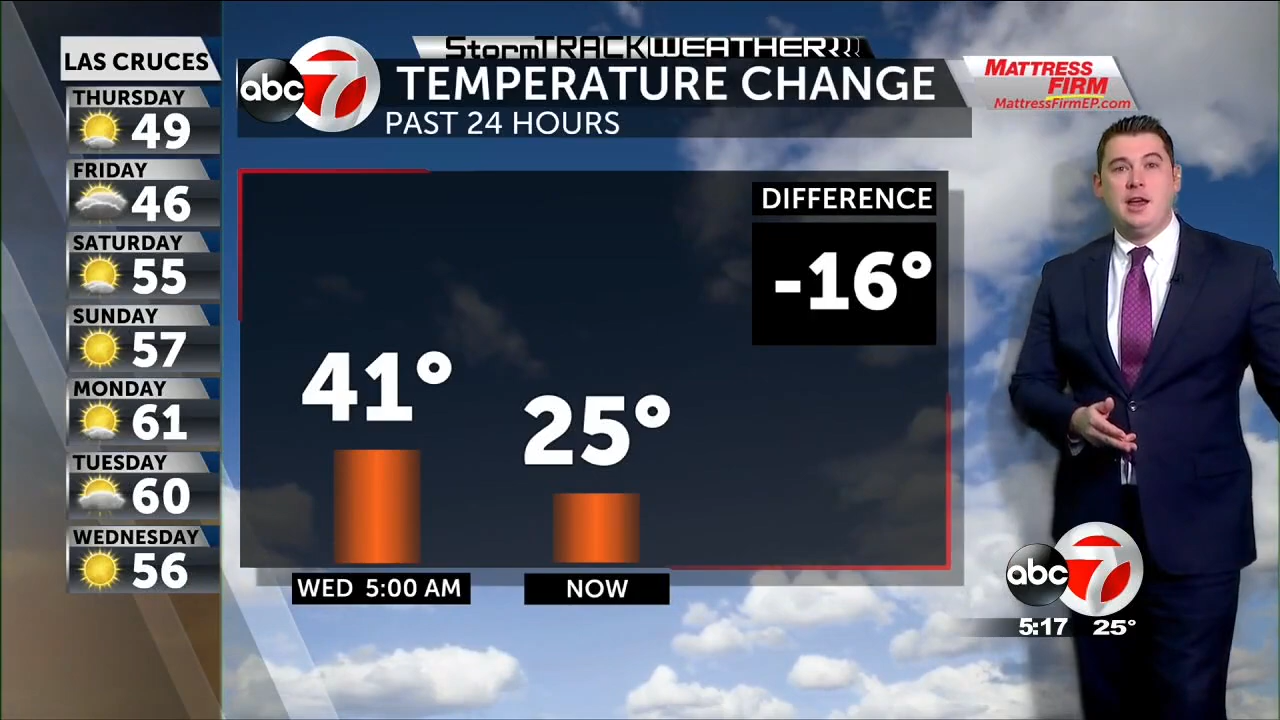 LAS CRUCES
THURSDAY
49
FRIDAY
46
SATURDAY
55
SUNDAY
57
MONDAY
61
TUESDAY
60
WEDNESDAY
56
StormTRACKWEATHER
abc 7
TEMPERATURE CHANGE
PAST 24 HOURS
MATTRESS
FIRM
MattressFirmEP.com
DIFFERENCE
-16°
41°
25°
WED 5:00 AM
NOW
abc 7
5:17 25°